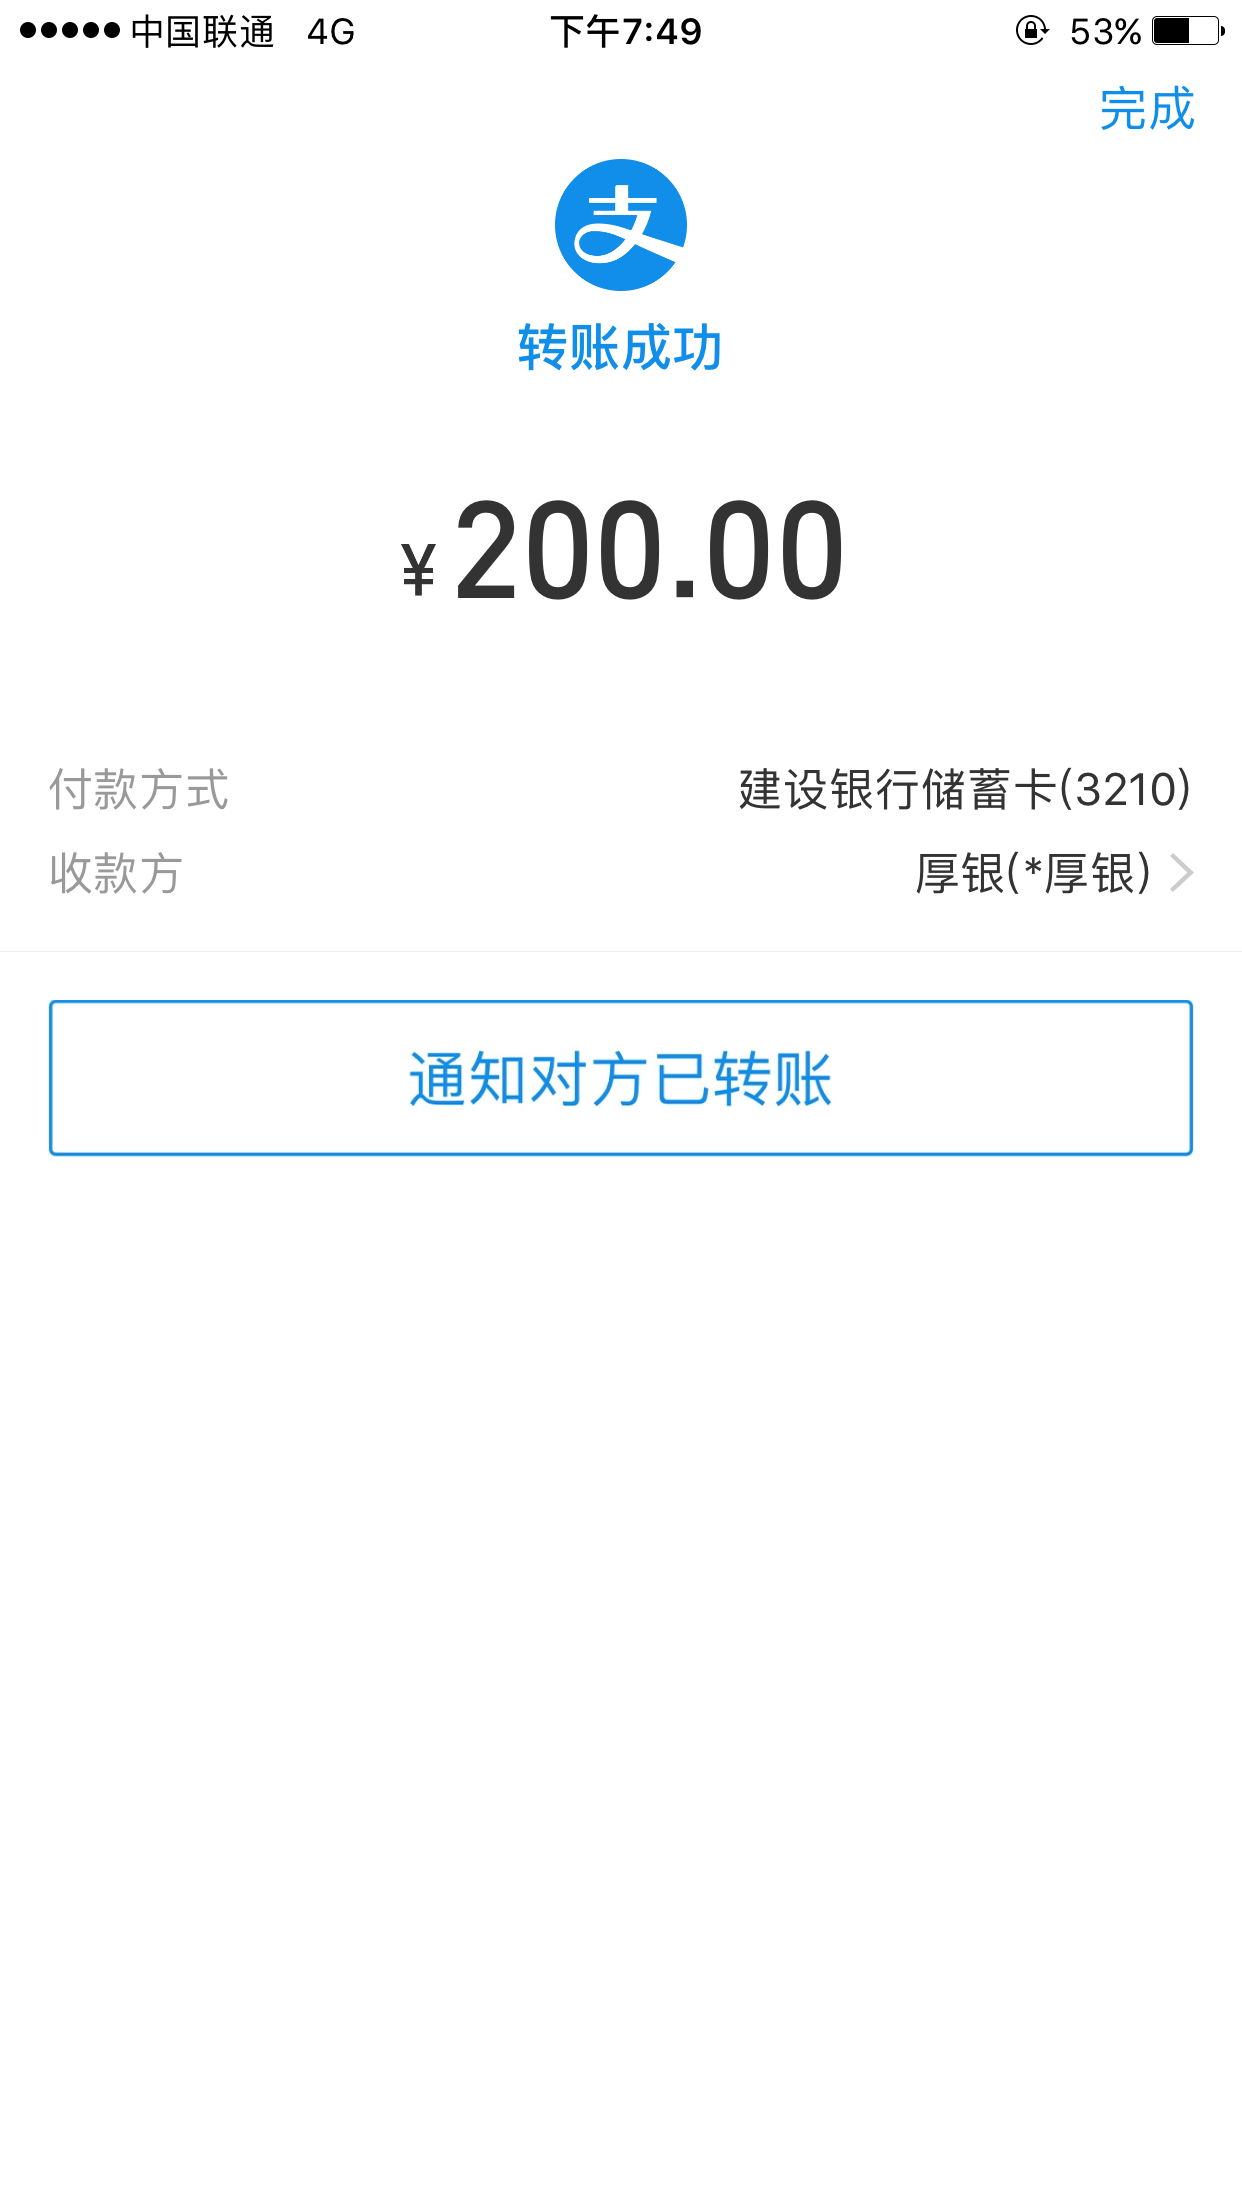 中国联通 4G 下午7:49 53%
完成
支
转账成功
¥200.00
付款方式 建设银行储蓄卡(3210)
收款方 厚银(*厚银)
通知对方已转账